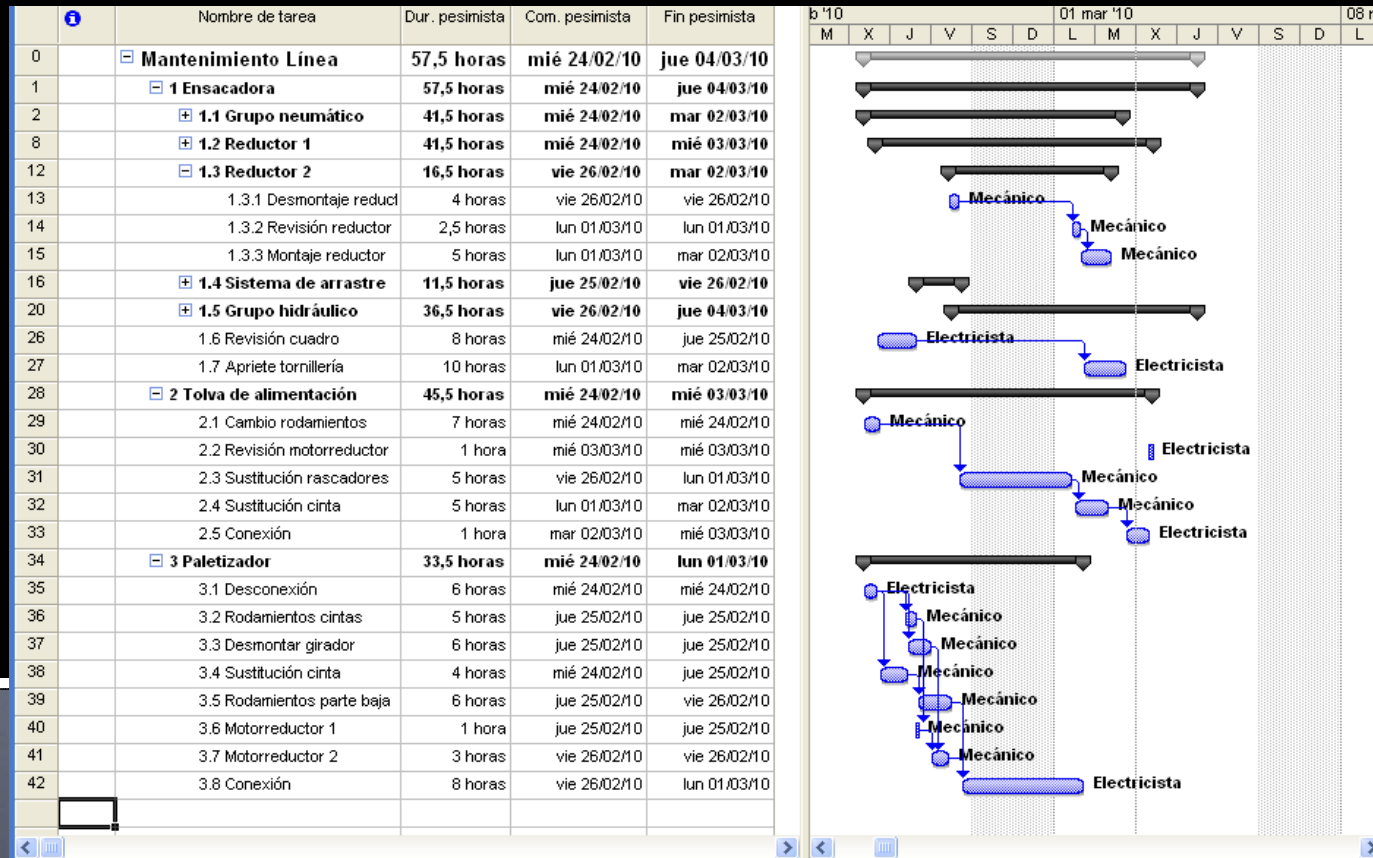 Nombre de tarea Dur. pesimista Com. pesimista Fin pesimista b '10 01 mar '10 08 
M X J V S D L M X J V S D L
0 Mantenimiento Línea 57,5 horas mié 24/02/10 jue 04/03/10
1 1 Ensacadora 57,5 horas mié 24/02/10 jue 04/03/10
2 1.1 Grupo neumático 41,5 horas mié 24/02/10 mar 02/03/10
8 1.2 Reductor 1 41,5 horas mié 24/02/10 mié 03/03/10
12 1.3 Reductor 2 16,5 horas vie 26/02/10 mar 02/03/10
13 1.3.1 Desmontaje reduct 4 horas vie 26/02/10 vie 26/02/10 Mecánico
14 1.3.2 Revisión reductor 2,5 horas lun 01/03/10 lun 01/03/10 Mecánico
15 1.3.3 Montaje reductor 5 horas lun 01/03/10 mar 02/03/10 Mecánico
16 1.4 Sistema de arrastre 11,5 horas jue 25/02/10 vie 26/02/10
20 1.5 Grupo hidráulico 36,5 horas vie 26/02/10 jue 04/03/10
26 1.6 Revisión cuadro 8 horas mié 24/02/10 jue 25/02/10 Electricista
27 1.7 Apriete tornillería 10 horas lun 01/03/10 mar 02/03/10 Electricista
28 2 Tolva de alimentación 45,5 horas mié 24/02/10 mié 03/03/10
29 2.1 Cambio rodamientos 7 horas mié 24/02/10 mié 24/02/10 Mecánico
30 2.2 Revisión motorreductor 1 hora mié 03/03/10 mié 03/03/10 Electricista
31 2.3 Sustitución rascadores 5 horas vie 26/02/10 lun 01/03/10 Mecánico
32 2.4 Sustitución cinta 5 horas lun 01/03/10 mar 02/03/10 Mecánico
33 2.5 Conexión 1 hora mar 02/03/10 mié 03/03/10 Electricista
34 3 Paletizador 33,5 horas mié 24/02/10 lun 01/03/10
35 3.1 Desconexión 6 horas mié 24/02/10 mié 24/02/10 Electricista
36 3.2 Rodamientos cintas 5 horas jue 25/02/10 jue 25/02/10 Mecánico
37 3.3 Desmontar girador 6 horas jue 25/02/10 jue 25/02/10 Mecánico
38 3.4 Sustitución cinta 4 horas mié 24/02/10 jue 25/02/10 Mecánico
39 3.5 Rodamientos parte baja 6 horas jue 25/02/10 vie 26/02/10 Mecánico
40 3.6 Motorreductor 1 1 hora jue 25/02/10 jue 25/02/10 Mecánico
41 3.7 Motorreductor 2 3 horas vie 26/02/10 vie 26/02/10 Mecánico
42 3.8 Conexión 8 horas vie 26/02/10 lun 01/03/10 Electricista